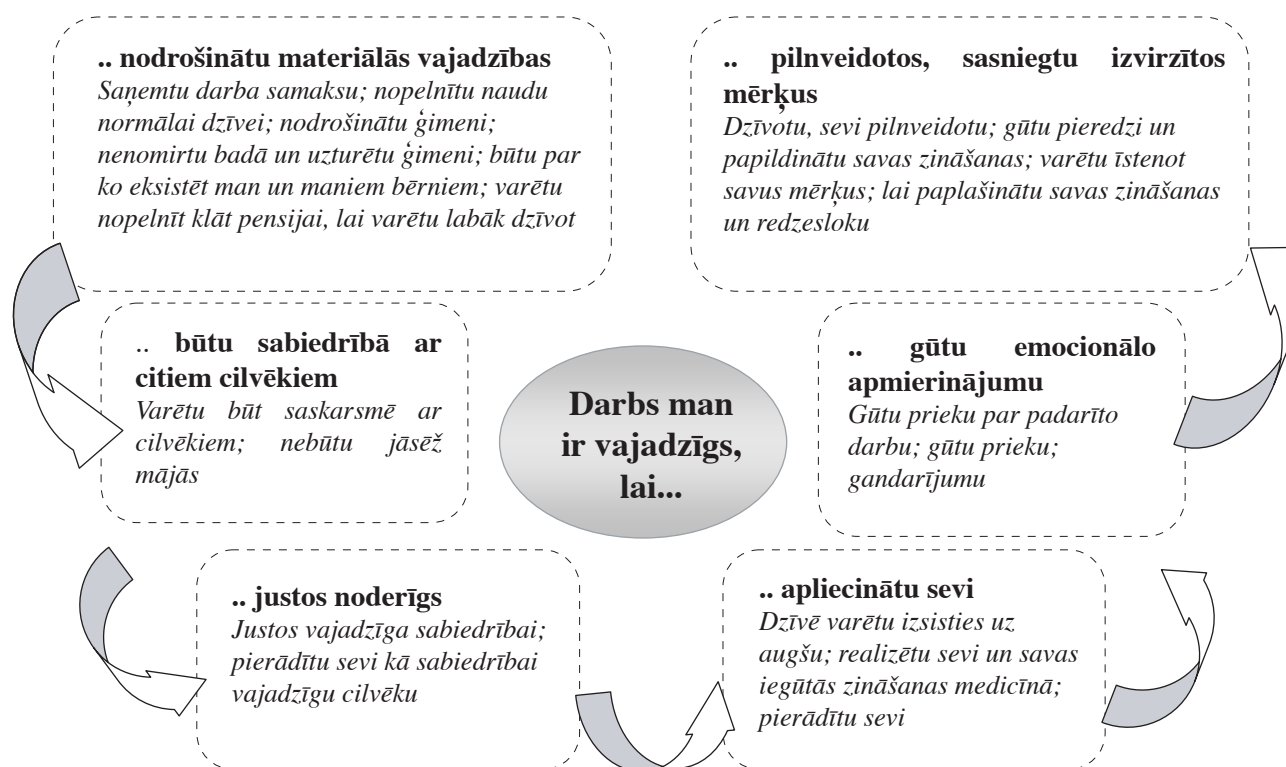 .. nodrošinātu materiālās vajadzības
Saņemtu darba samaksu; nopelnītu naudu
normālai dzīvei; nodrošinātu ģimeni;
nenomirtu badā un uzturētu ģimeni; būtu par
ko eksistēt man un maniem bērniem; varētu
nopelnīt klāt pensijai, lai varētu labāk dzīvot
.. pilnveidotos, sasniegtu izvirzītos
mērķus
Dzīvotu, sevi pilnveidotu; gūtu pieredzi un
papildinātu savas zināšanas; varētu īstenot
savus mērķus; lai paplašinātu savas zināšanas
un redzesloku
.. būtu sabiedrībā ar
citiem cilvēkiem
Varētu būt saskarsmē ar
cilvēkiem; nebūtu jāsēž
mājās
Darbs man
ir vajadzīgs,
lai...
.. gūtu emocionālo
apmierinājumu
Gūtu prieku par padarīto
darbu; gūtu prieku;
gandarījumu
.. justos noderīgs
Justos vajadzīga sabiedrībai;
pierādītu sevi kā sabiedrībai
vajadzīgu cilvēku
.. apliecinātu sevi
Dzīvē varētu izsisties uz
augšu; realizētu sevi un savas
iegūtās zināšanas medicīnā;
pierādītu sevi